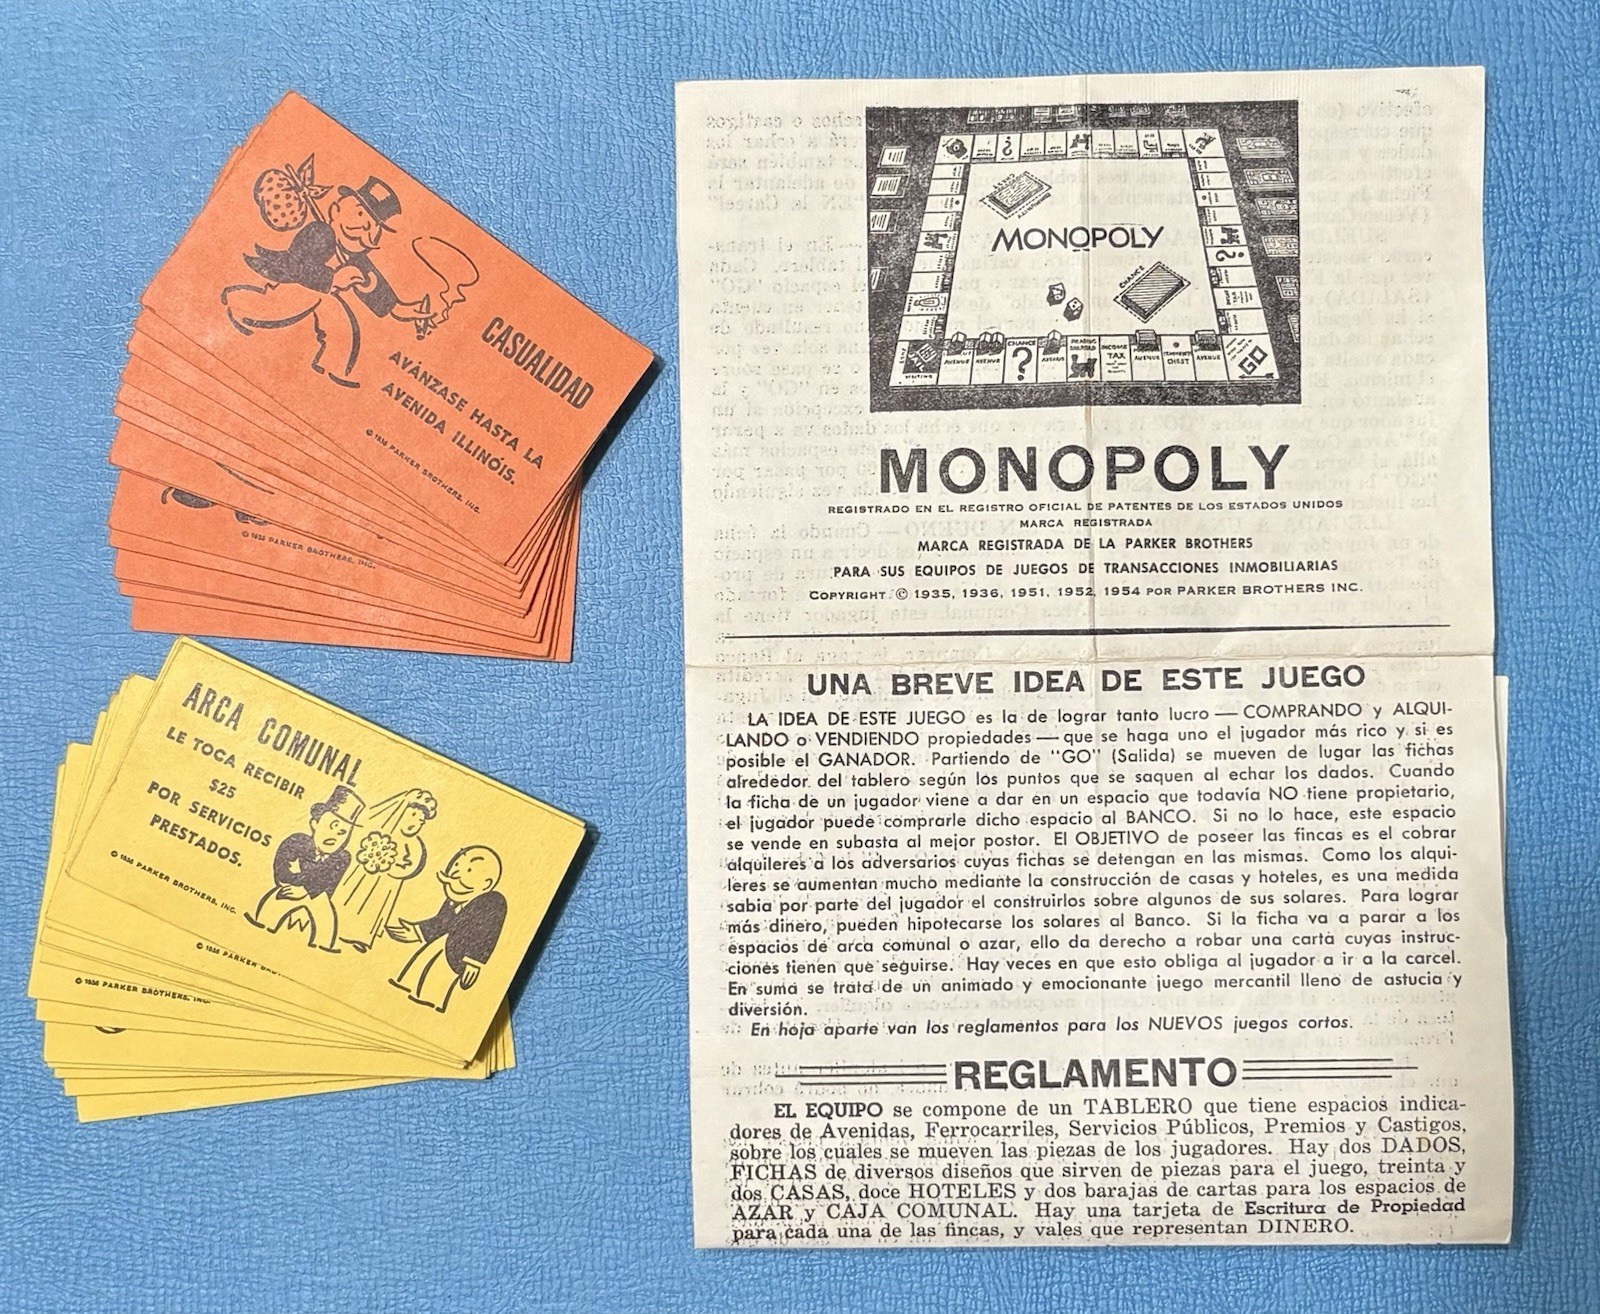 CASUALIDAD
AVÁNZASE HASTA LA
AVENIDA ILLINÓIS.
© 1936 PARKER BROTHERS, INC.
© 1936 PARKER BROTHERS, INC.
ARCA COMUNAL
LE TOCA RECIBIR
$25
POR SERVICIOS
PRESTADOS.
© 1936 PARKER BROTHERS, INC.
© 1936 PARKER
© 1936 PARKER BROTHERS, INC.
MONOPOLY
CHANCE
CHANCE
INCOME
TAX
AVENUE
CHEST
AVENUE
GO
MONOPOLY
REGISTRADO EN EL REGISTRO OFICIAL DE PATENTES DE LOS ESTADOS UNIDOS
MARCA REGISTRADA
MARCA REGISTRADA DE LA PARKER BROTHERS
PARA SUS EQUIPOS DE JUEGOS DE TRANSACCIONES INMOBILIARIAS
COPYRIGHT © 1935, 1936, 1951, 1952, 1954 POR PARKER BROTHERS INC.
UNA BREVE IDEA DE ESTE JUEGO
LA IDEA DE ESTE JUEGO es la de lograr tanto lucro — COMPRANDO y ALQUI-
LANDO o VENDIENDO propiedades — que se haga uno el jugador más rico y si es
posible el GANADOR. Partiendo de "GO" (Salida) se mueven de lugar las fichas
alrededor del tablero según los puntos que se saquen al echar los dados. Cuando
la ficha de un jugador viene a dar en un espacio que todavía NO tiene propietario,
el jugador puede comprarle dicho espacio al BANCO. Si no lo hace, este espacio
se vende en subasta al mejor postor. El OBJETIVO de poseer las fincas es el cobrar
alquileres a los adversarios cuyas fichas se detengan en las mismas. Como los alqui-
leres se aumentan mucho mediante la construcción de casas y hoteles, es una medida
sabia por parte del jugador el construirlos sobre algunos de sus solares. Para lograr
más dinero, pueden hipotecarse los solares al Banco. Si la ficha va a parar a los
espacios de arca comunal o azar, ello da derecho a robar una carta cuyas instruc-
ciones tienen que seguirse. Hay veces en que esto obliga al jugador a ir a la carcel.
En suma se trata de un animado y emocionante juego mercantil lleno de astucia y
diversión.
En hoja aparte van los reglamentos para los NUEVOS juegos cortos.
REGLAMENTO
EL EQUIPO se compone de un TABLERO que tiene espacios indica-
dores de Avenidas, Ferrocarriles, Servicios Públicos, Premios y Castigos,
sobre los cuales se mueven las piezas de los jugadores. Hay dos DADOS,
FICHAS de diversos diseños que sirven de piezas para el juego, treinta y
dos CASAS, doce HOTELES y dos barajas de cartas para los espacios de
AZAR y CAJA COMUNAL. Hay una tarjeta de Escritura de Propiedad
para cada una de las fincas, y vales que representan DINERO.